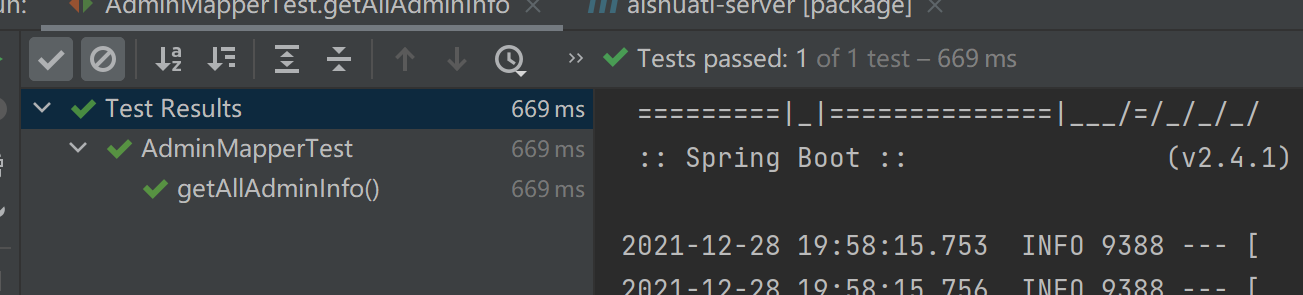 un: AdminMapperTest.getAllAdminInfo × aishuati-server [package] ×
Tests passed: 1 of 1 test – 669 ms
Test Results 669 ms
AdminMapperTest 669 ms
getAllAdminInfo() 669 ms
=========|_|==============|___/=/_/_/_/
:: Spring Boot :: (v2.4.1)
2021-12-28 19:58:15.753 INFO 9388 --- [
2021-12-28 19:58:15.756 INFO 9388 --- [